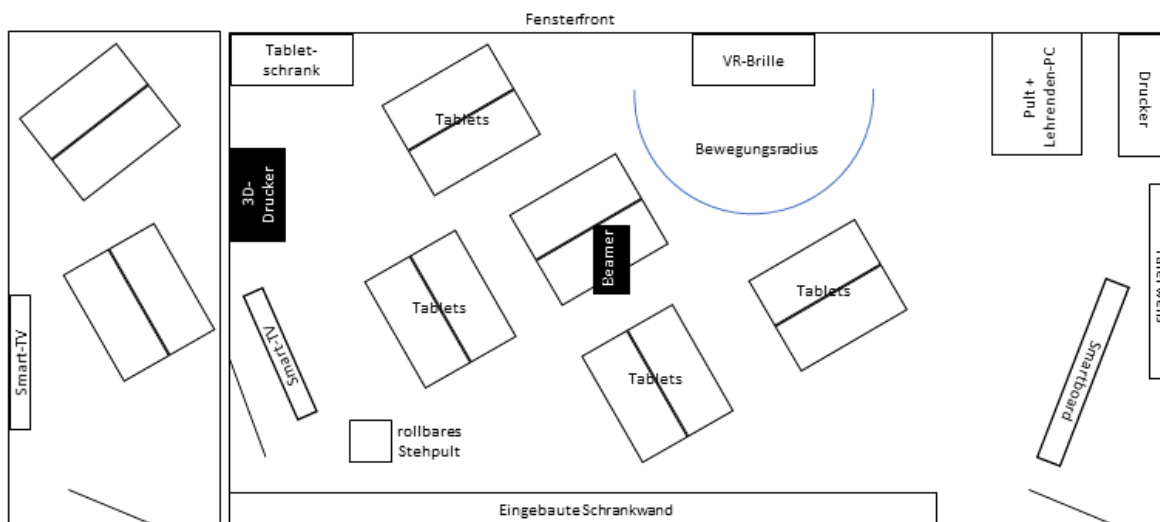 Fensterfront
Tablet-
schrank
VR-Brille
Pult +
Lehrenden-PC
Drucker
Tablets
Bewegungsradius
3D-
Drucker
Beamer
Tablets
Tablets
Smart-TV
Smart-TV
Tablets
Smartboard
rollbares
Stehpult
Eingebaute Schrankwand